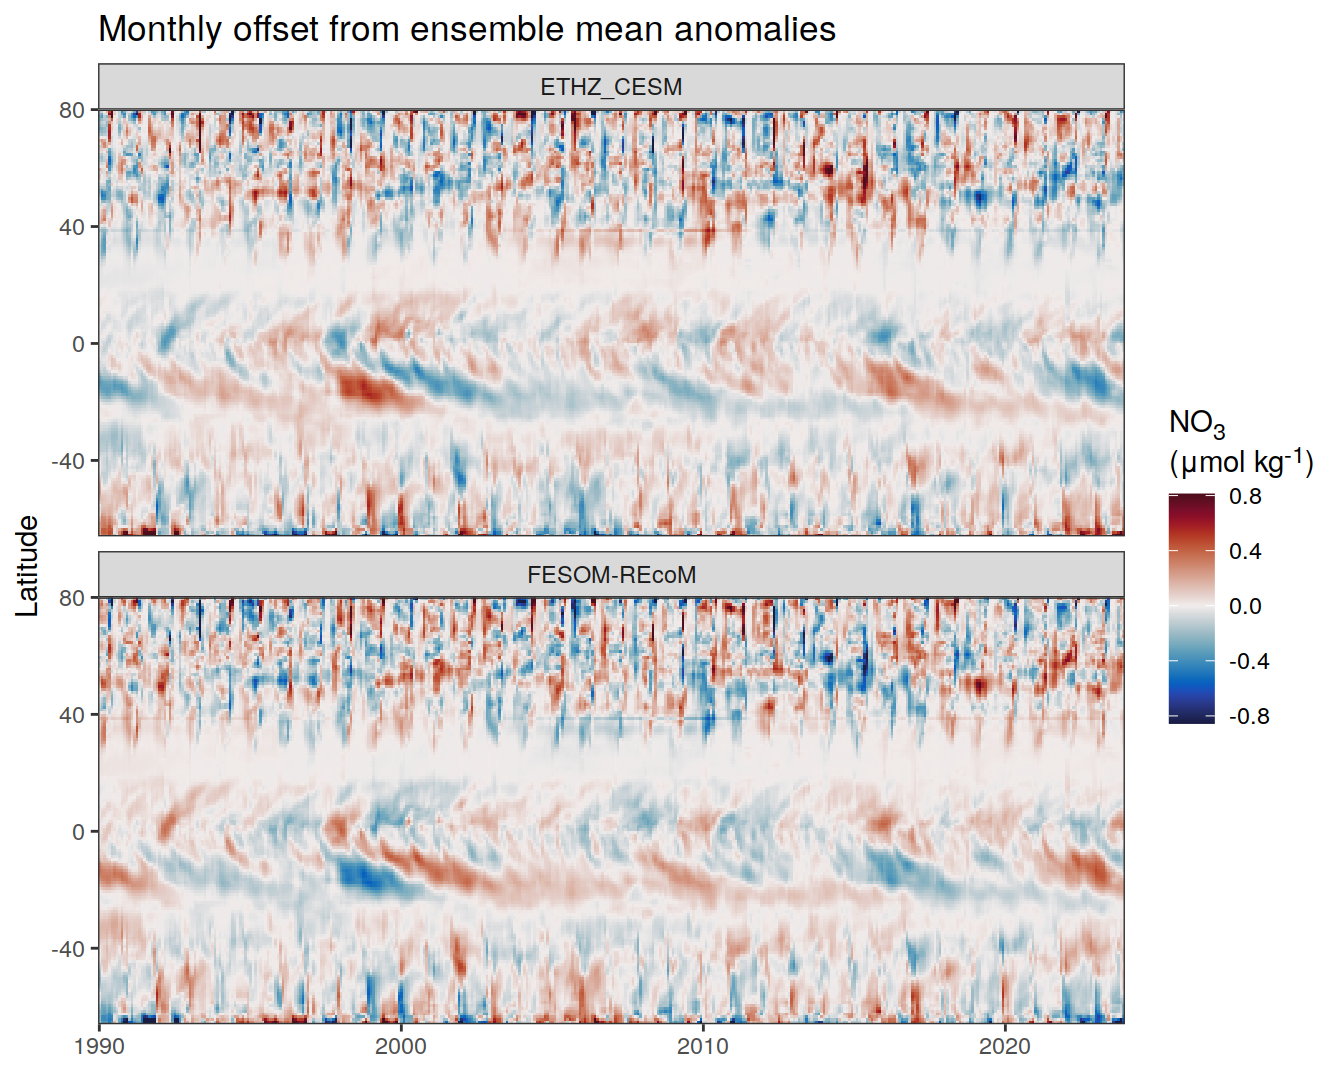 Monthly offset from ensemble mean anomalies
ETHZ_CESM
80
40
0
-40
FESOM-REcoM
80
40
0
-40
1990 2000 2010 2020
Latitude
NO₃
(µmol kg⁻¹)
0.8
0.4
0.0
-0.4
-0.8